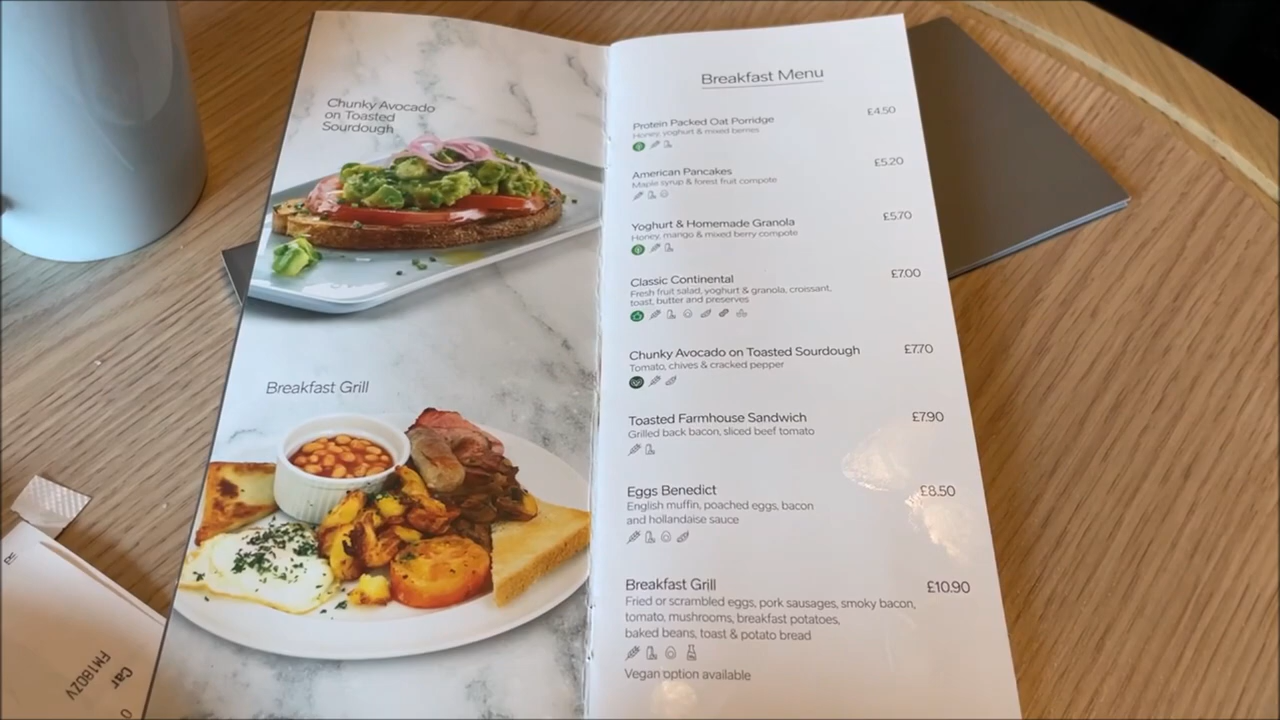 Chunky Avocado
on Toasted
Sourdough
Breakfast Grill
Breakfast Menu
Protein Packed Oat Porridge £4.50
Honey, yoghurt & mixed berries
American Pancakes £5.20
Maple syrup & forest fruit compote
Yoghurt & Homemade Granola £5.70
Honey, mango & mixed berry compote
Classic Continental £7.00
Fresh fruit salad, yoghurt & granola, croissant,
toast, butter and preserves
Chunky Avocado on Toasted Sourdough £7.70
Tomato, chives & cracked pepper
Toasted Farmhouse Sandwich £7.90
Grilled back bacon, sliced beef tomato
Eggs Benedict £8.50
English muffin, poached eggs, bacon
and hollandaise sauce
Breakfast Grill £10.90
Fried or scrambled eggs, pork sausages, smoky bacon,
tomato, mushrooms, breakfast potatoes,
baked beans, toast & potato bread
Vegan option available
Car
FM18OZV